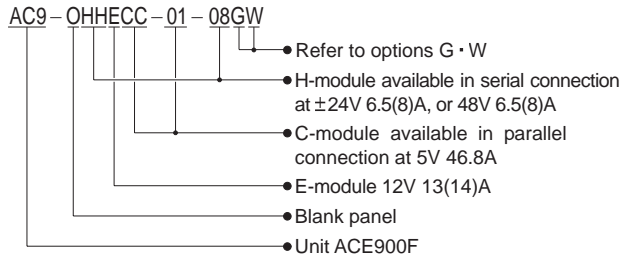 AC9-OHHECC-01-08GW
Refer to options G・W
H-module available in serial connection
at ±24V 6.5(8)A, or 48V 6.5(8)A
C-module available in parallel
connection at 5V 46.8A
E-module 12V 13(14)A
Blank panel
Unit ACE900F